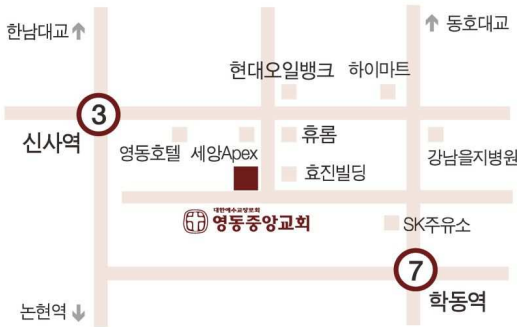 한남대교
동호대교
현대오일뱅크 하이마트
3
신사역
영동호텔 세양Apex
휴롬
강남을지병원
효진빌딩
대한예수교장로회
영동중앙교회
SK주유소
7
학동역
논현역